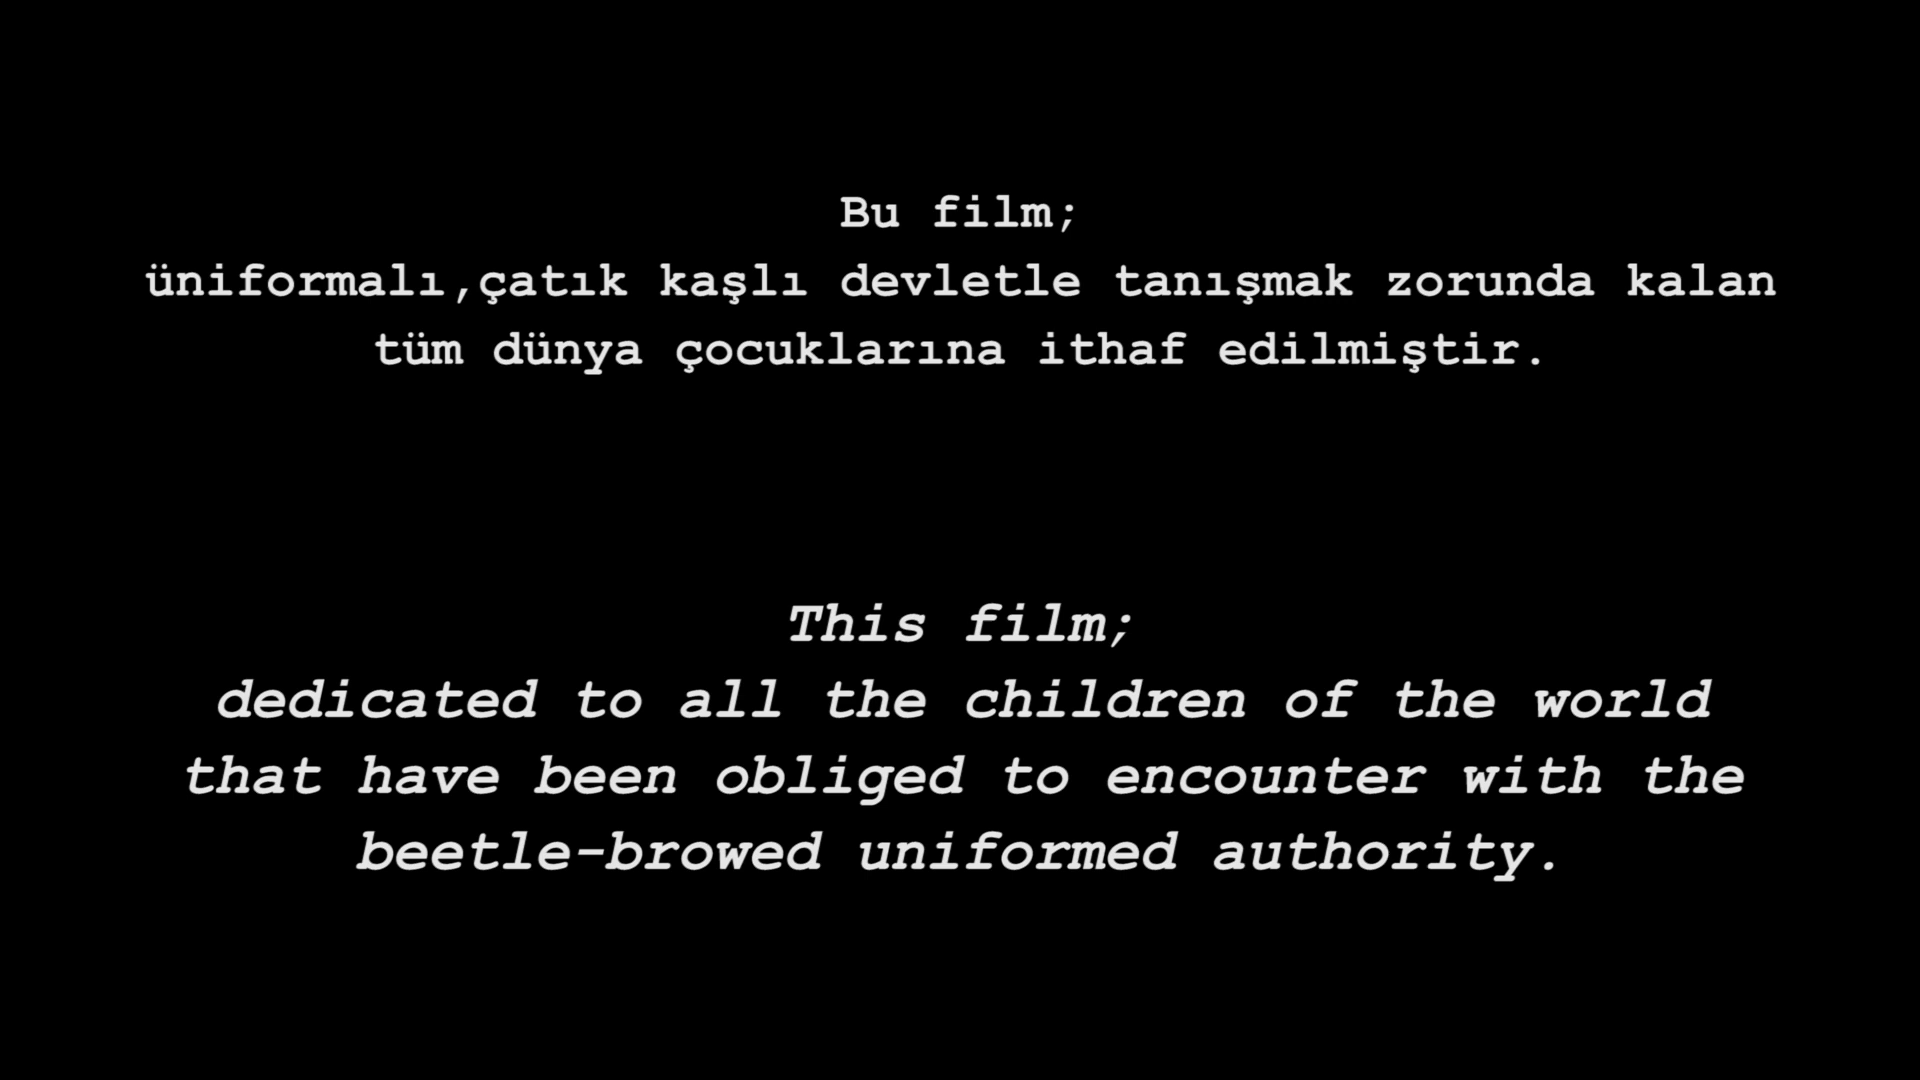 Bu film;
üniformalı,çatık kaşlı devletle tanışmak zorunda kalan
tüm dünya çocuklarına ithaf edilmiştir.
This film;
dedicated to all the children of the world
that have been obliged to encounter with the
beetle-browed uniformed authority.